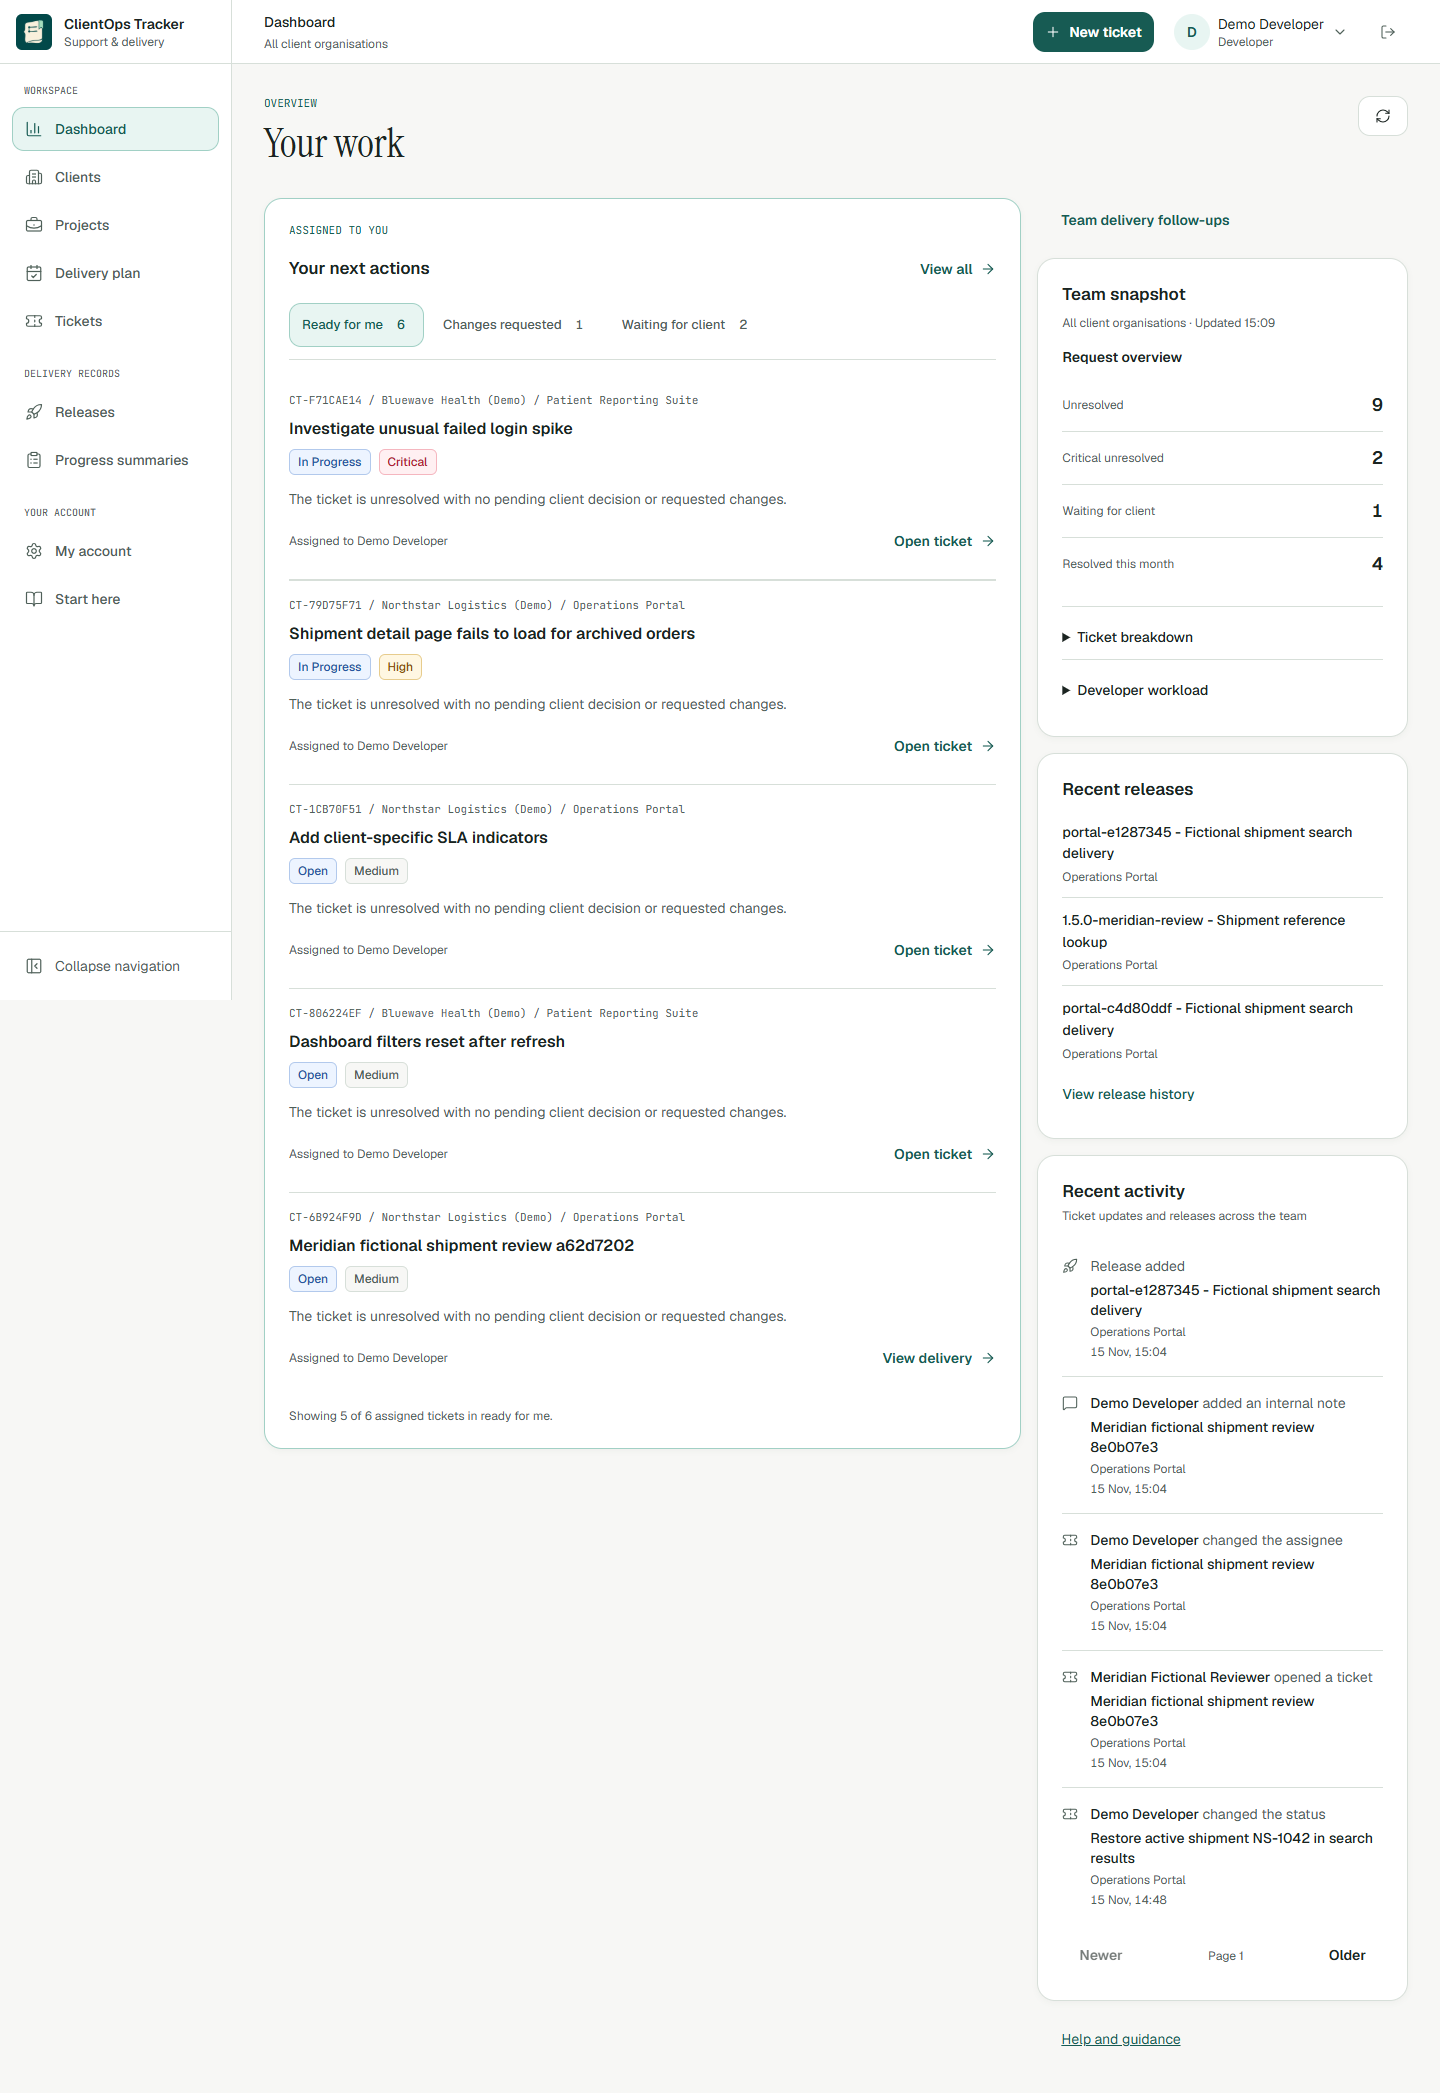 ClientOps Tracker
Support & delivery
Dashboard
All client organisations
New ticket
D
Demo Developer
Developer
WORKSPACE
Dashboard
Clients
Projects
Delivery plan
Tickets
DELIVERY RECORDS
Releases
Progress summaries
YOUR ACCOUNT
My account
Start here
Collapse navigation
OVERVIEW
Your work
ASSIGNED TO YOU
Your next actions
View all
Ready for me 6
Changes requested 1
Waiting for client 2
CT-F71CAE14 / Bluewave Health (Demo) / Patient Reporting Suite
Investigate unusual failed login spike
In Progress
Critical
The ticket is unresolved with no pending client decision or requested changes.
Assigned to Demo Developer
Open ticket
CT-79D75F71 / Northstar Logistics (Demo) / Operations Portal
Shipment detail page fails to load for archived orders
In Progress
High
The ticket is unresolved with no pending client decision or requested changes.
Assigned to Demo Developer
Open ticket
CT-1CB70F51 / Northstar Logistics (Demo) / Operations Portal
Add client-specific SLA indicators
Open
Medium
The ticket is unresolved with no pending client decision or requested changes.
Assigned to Demo Developer
Open ticket
CT-806224EF / Bluewave Health (Demo) / Patient Reporting Suite
Dashboard filters reset after refresh
Open
Medium
The ticket is unresolved with no pending client decision or requested changes.
Assigned to Demo Developer
Open ticket
CT-6B924F9D / Northstar Logistics (Demo) / Operations Portal
Meridian fictional shipment review a62d7202
Open
Medium
The ticket is unresolved with no pending client decision or requested changes.
Assigned to Demo Developer
View delivery
Showing 5 of 6 assigned tickets in ready for me.
Team delivery follow-ups
Team snapshot
All client organisations · Updated 15:09
Request overview
Unresolved 9
Critical unresolved 2
Waiting for client 1
Resolved this month 4
Ticket breakdown
Developer workload
Recent releases
portal-e1287345 - Fictional shipment search
delivery
Operations Portal
1.5.0-meridian-review - Shipment reference
lookup
Operations Portal
portal-c4d80ddf - Fictional shipment search
delivery
Operations Portal
View release history
Recent activity
Ticket updates and releases across the team
Release added
portal-e1287345 - Fictional shipment search
delivery
Operations Portal
15 Nov, 15:04
Demo Developer added an internal note
Meridian fictional shipment review
8e0b07e3
Operations Portal
15 Nov, 15:04
Demo Developer changed the assignee
Meridian fictional shipment review
8e0b07e3
Operations Portal
15 Nov, 15:04
Meridian Fictional Reviewer opened a ticket
Meridian fictional shipment review
8e0b07e3
Operations Portal
15 Nov, 15:04
Demo Developer changed the status
Restore active shipment NS-1042 in search
results
Operations Portal
15 Nov, 14:48
Newer
Page 1
Older
Help and guidance